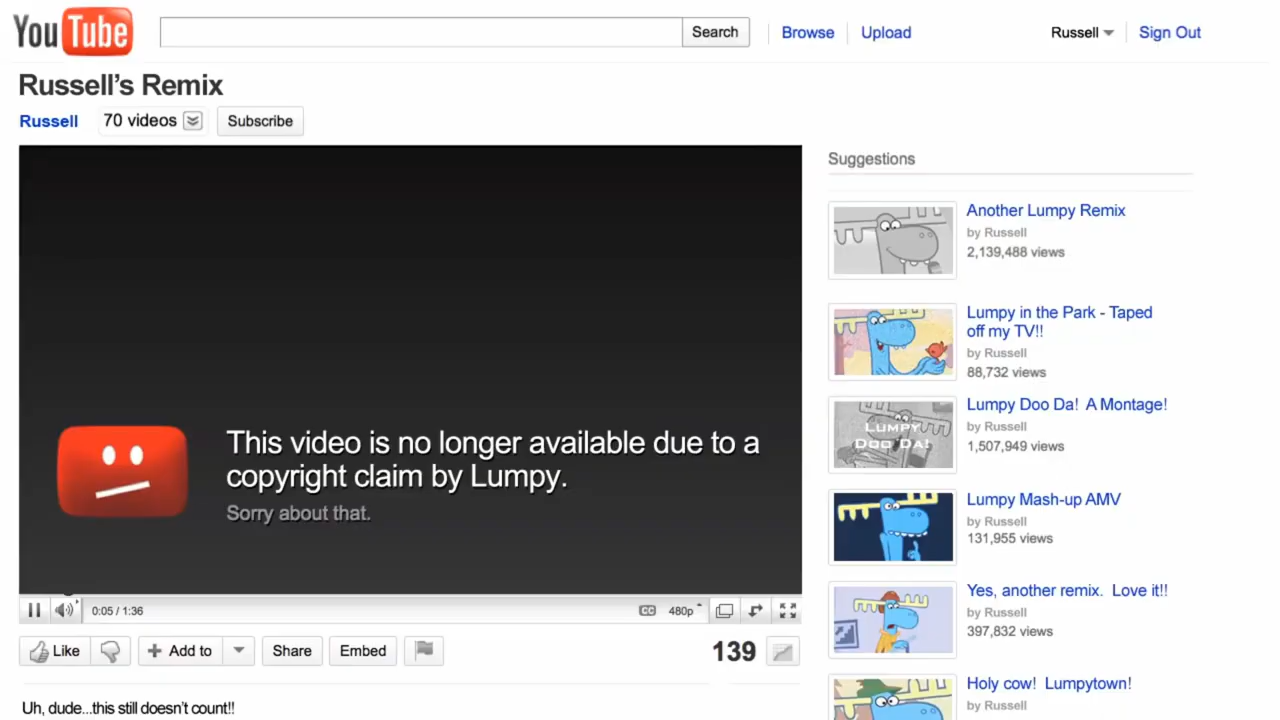 YouTube
Search
Browse
Upload
Russell
Sign Out
Russell's Remix
Russell
70 videos
Subscribe
Suggestions
Another Lumpy Remix
by Russell
2,139,488 views
Lumpy in the Park - Taped
off my TV!!
by Russell
88,732 views
LUMPY
DOO DA!
Lumpy Doo Da!  A Montage!
by Russell
1,507,949 views
Lumpy Mash-up AMV
by Russell
131,955 views
Yes, another remix.  Love it!!
by Russell
397,832 views
Holy cow!  Lumpytown!
by Russell
This video is no longer available due to a
copyright claim by Lumpy.
Sorry about that.
0:05 / 1:36
CC
480p
Like
Add to
Share
Embed
139
Uh, dude...this still doesn't count!!